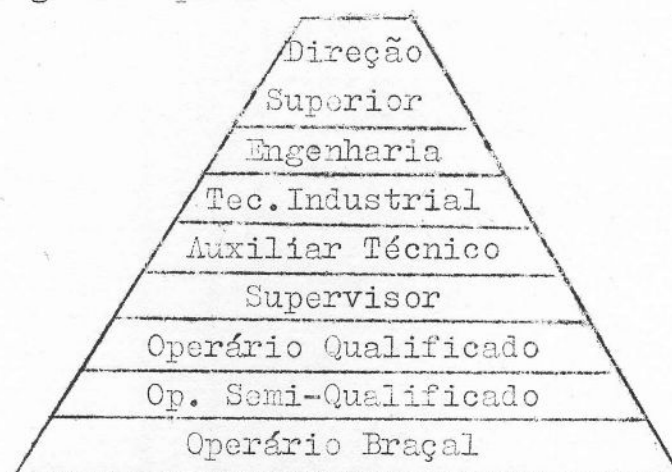 Direção
Superior
Engenharia
Tec. Industrial
Auxiliar Técnico
Supervisor
Operário Qualificado
Op. Semi-Qualificado
Operário Braçal